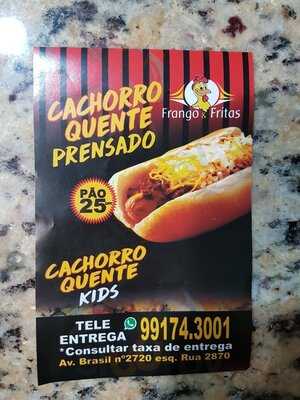 CACHORRO
QUENTE
PRENSADO
Frango & Fritas
PÃO
25
CACHORRO
QUENTE
KIDS
TELE
ENTREGA 99174.3001
*Consultar taxa de entrega
Av. Brasil nº2720 esq. Rua 2870